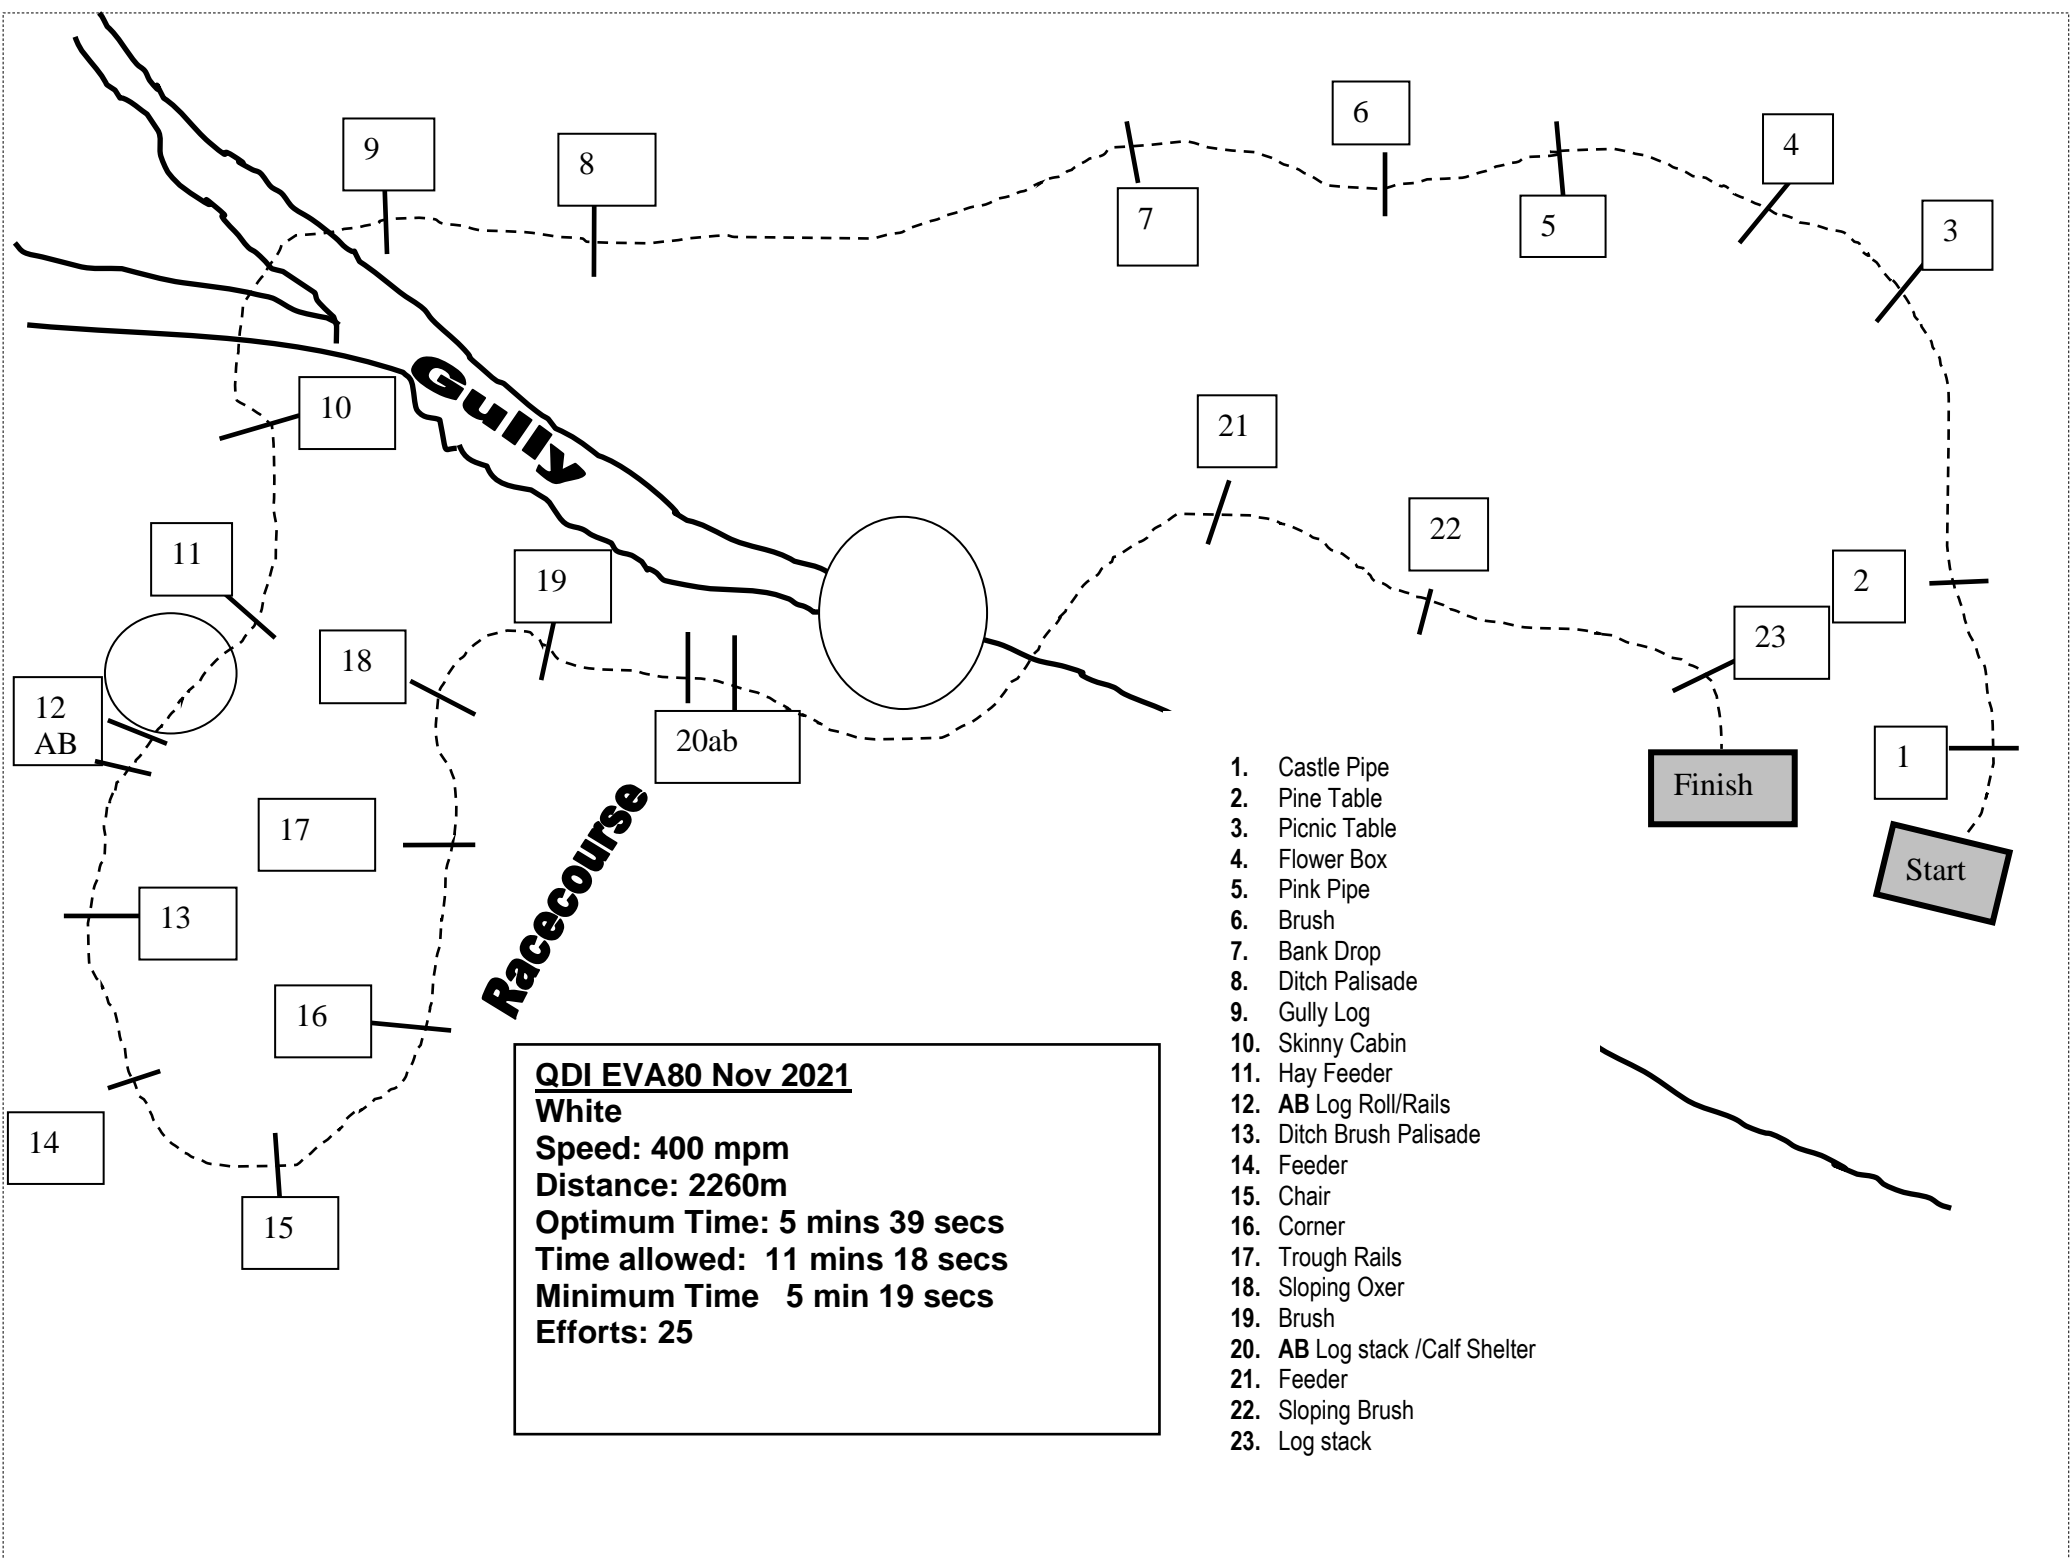 6
9
8
4
7
5
3
Gully
10
21
22
11
19
2
18
23
12
AB
20ab
1
17
Finish
Start
13
Racecourse
16
14
15
QDI EVA80 Nov 2021
White
Speed: 400 mpm
Distance: 2260m
Optimum Time: 5 mins 39 secs
Time allowed: 11 mins 18 secs
Minimum Time 5 min 19 secs
Efforts: 25
1. Castle Pipe
2. Pine Table
3. Picnic Table
4. Flower Box
5. Pink Pipe
6. Brush
7. Bank Drop
8. Ditch Palisade
9. Gully Log
10. Skinny Cabin
11. Hay Feeder
12. AB Log Roll/Rails
13. Ditch Brush Palisade
14. Feeder
15. Chair
16. Corner
17. Trough Rails
18. Sloping Oxer
19. Brush
20. AB Log stack /Calf Shelter
21. Feeder
22. Sloping Brush
23. Log stack